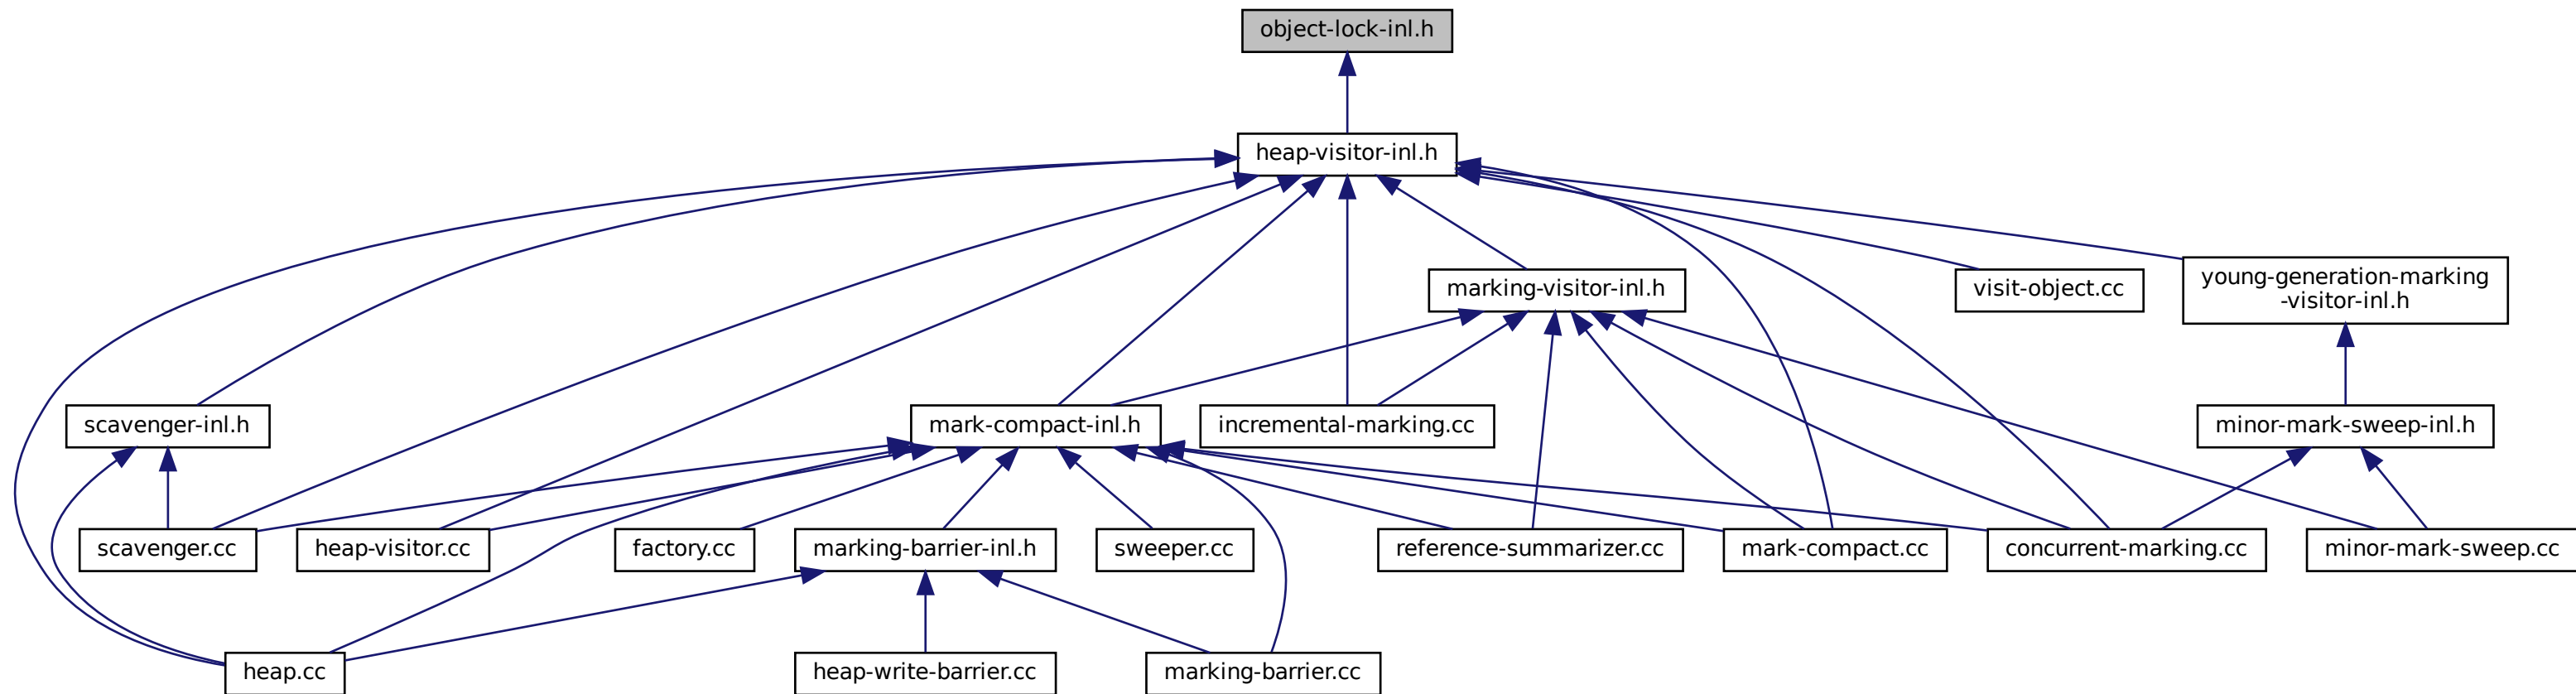 object-lock-inl.h
heap-visitor-inl.h
marking-visitor-inl.h
visit-object.cc
young-generation-marking
-visitor-inl.h
scavenger-inl.h
mark-compact-inl.h
incremental-marking.cc
minor-mark-sweep-inl.h
scavenger.cc
heap-visitor.cc
factory.cc
marking-barrier-inl.h
sweeper.cc
reference-summarizer.cc
mark-compact.cc
concurrent-marking.cc
minor-mark-sweep.cc
heap.cc
heap-write-barrier.cc
marking-barrier.cc